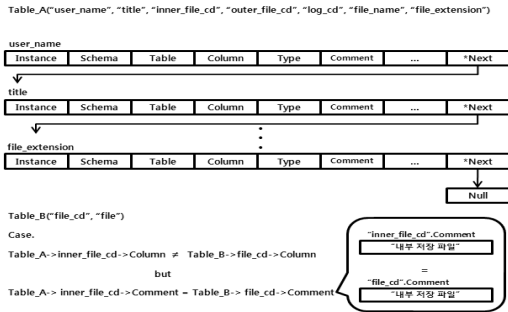 Table_A("user_name", "title", "inner_file_cd", "outer_file_cd", "log_cd", "file_name", "file_extension")
user_name
Instance Schema Table Column Type Comment ... *Next
title
Instance Schema Table Column Type Comment ... *Next
file_extension
Instance Schema Table Column Type Comment ... *Next
Null
Table_B("file_cd", "file")
Case.
Table_A->inner_file_cd->Column ≠ Table_B->file_cd->Column
but
Table_A-> inner_file_cd->Comment = Table_B-> file_cd->Comment
"inner_file_cd".Comment
"내부 저장 파일"
=
"file_cd".Comment
"내부 저장 파일"